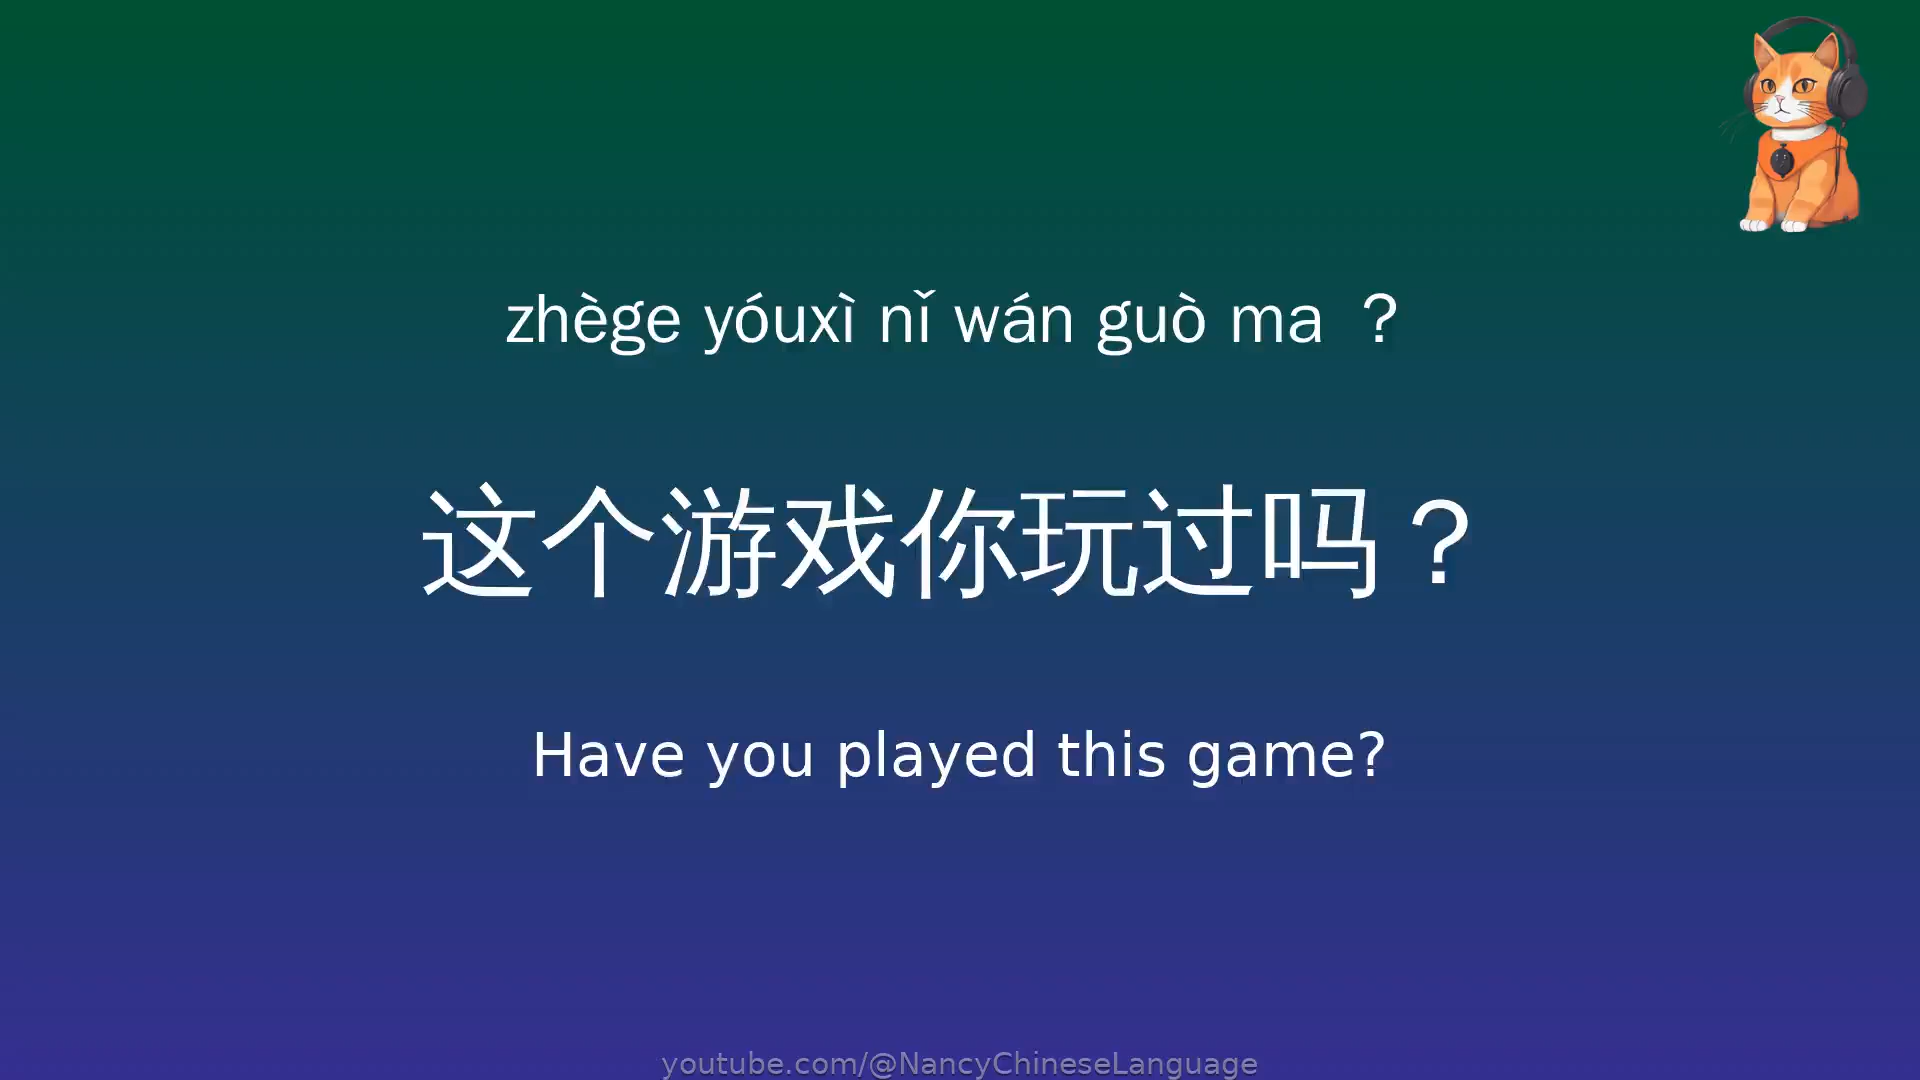 zhège yóuxì nǐ wán guò ma ？
这个游戏你玩过吗？
Have you played this game?
youtube.com/@NancyChineseLanguage